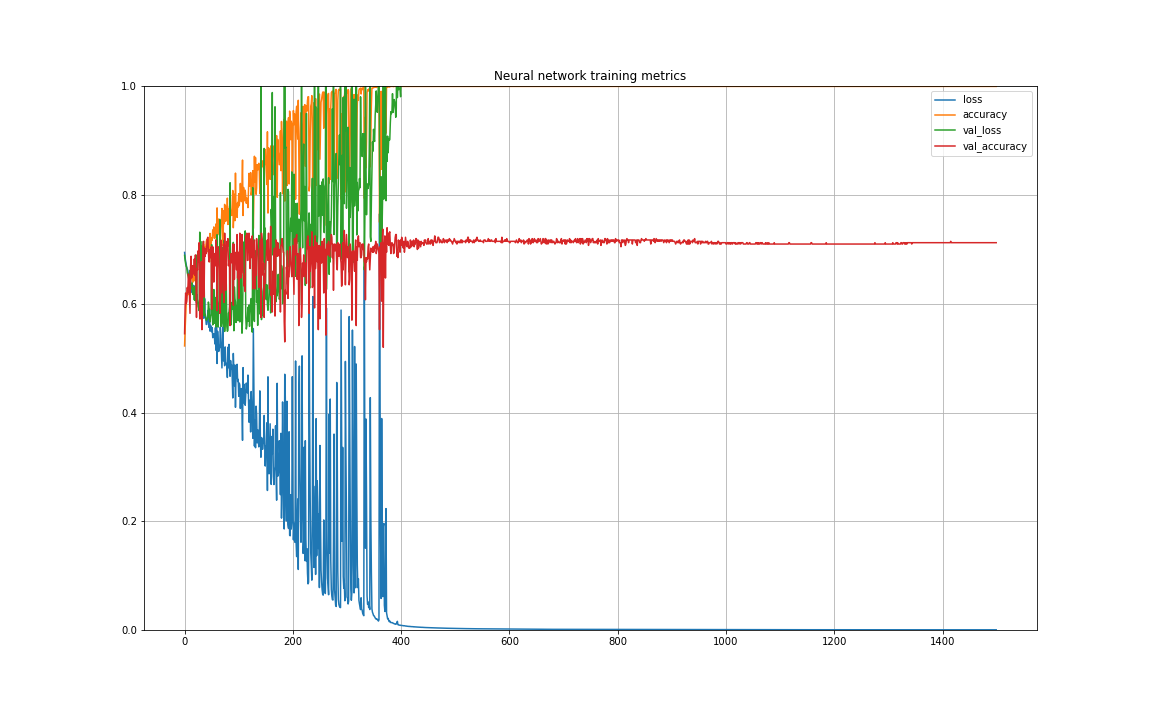 Neural network training metrics
1.0
0.8
0.6
0.4
0.2
0.0
0 200 400 600 800 1000 1200 1400
loss
accuracy
val_loss
val_accuracy